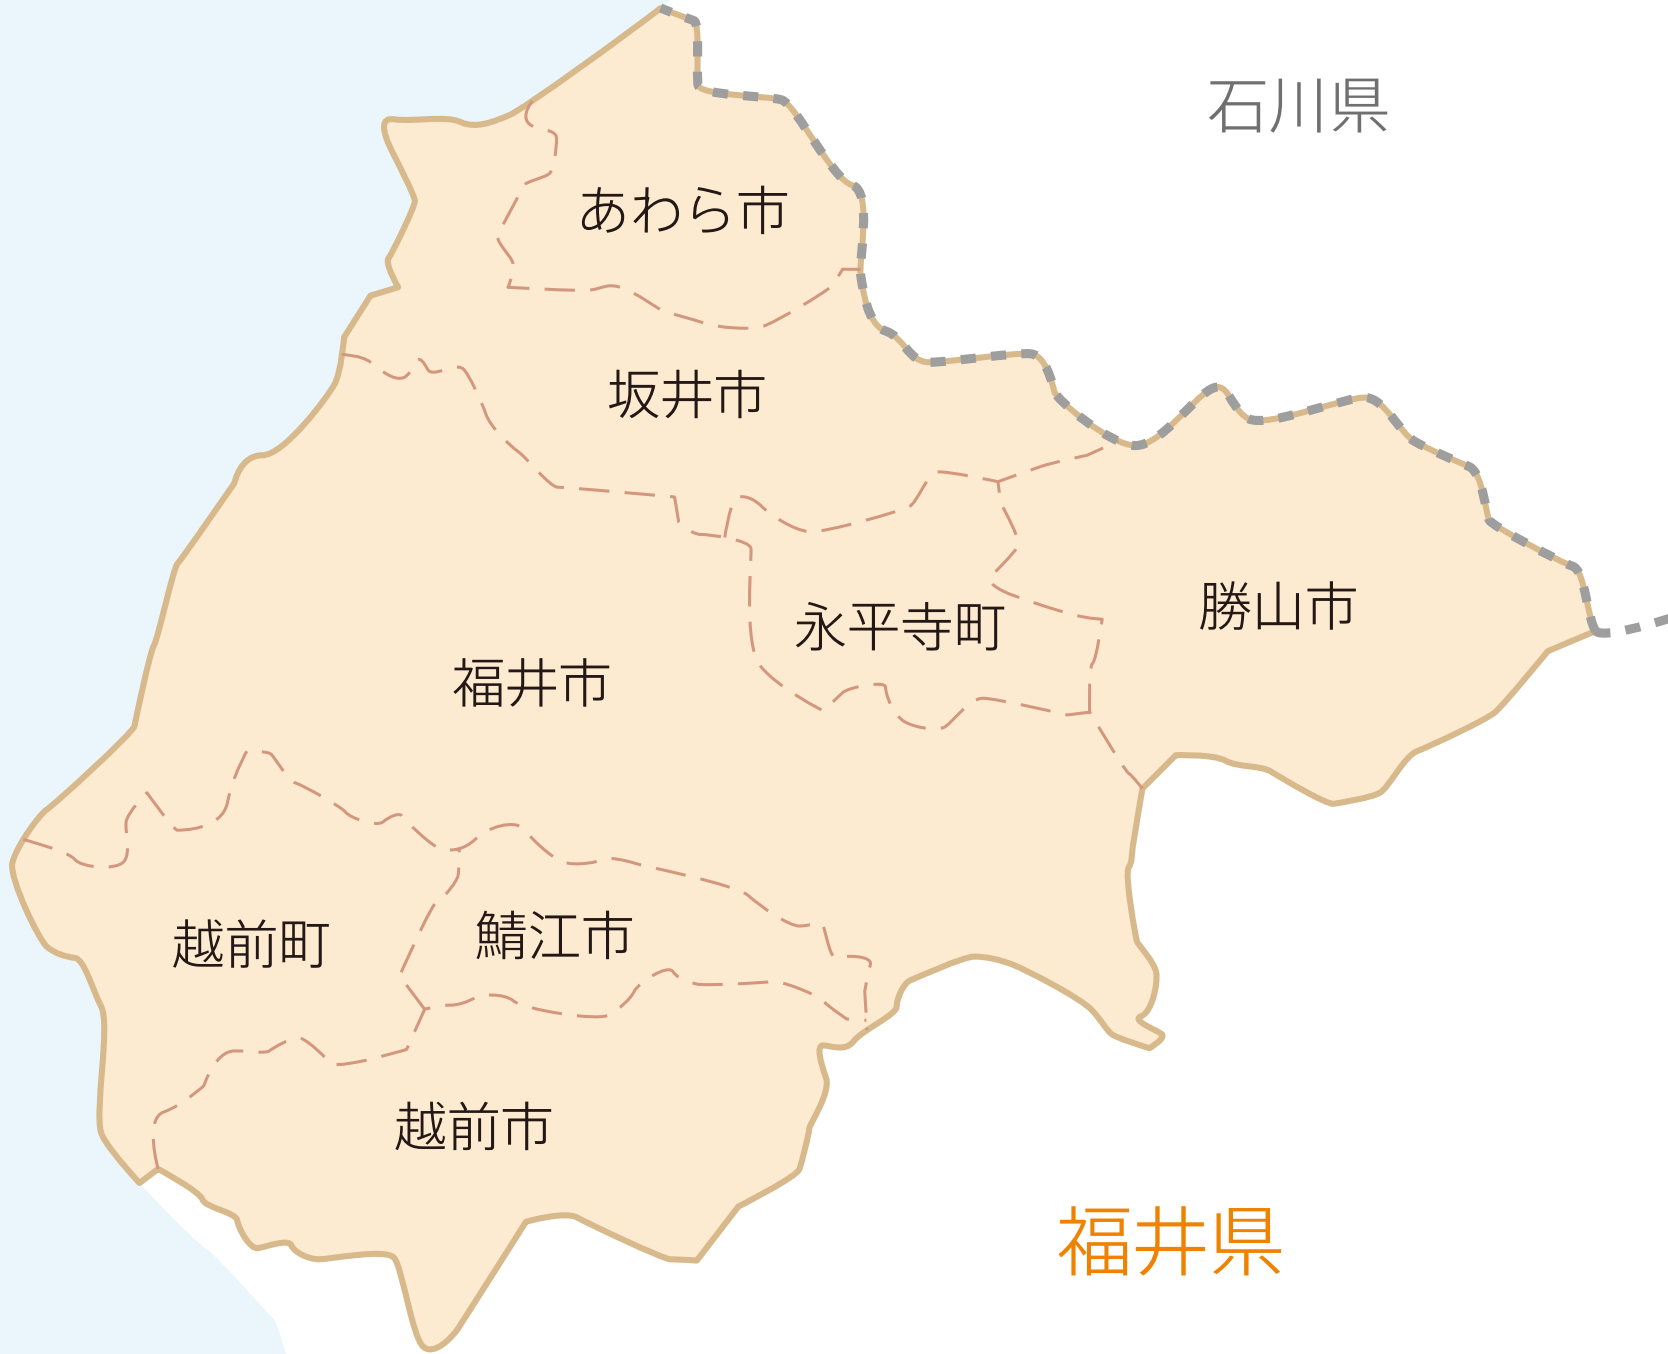 石川県
あわら市
坂井市
勝山市
永平寺町
福井市
鯖江市
越前町
越前市
福井県